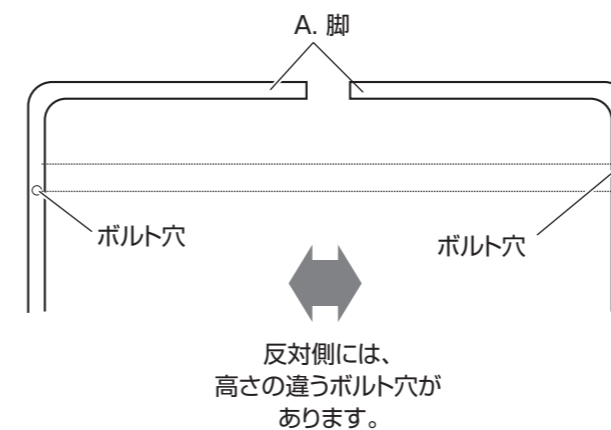 A. 脚
ボルト穴
ボルト穴
反対側には、
高さの違うボルト穴が
あります。